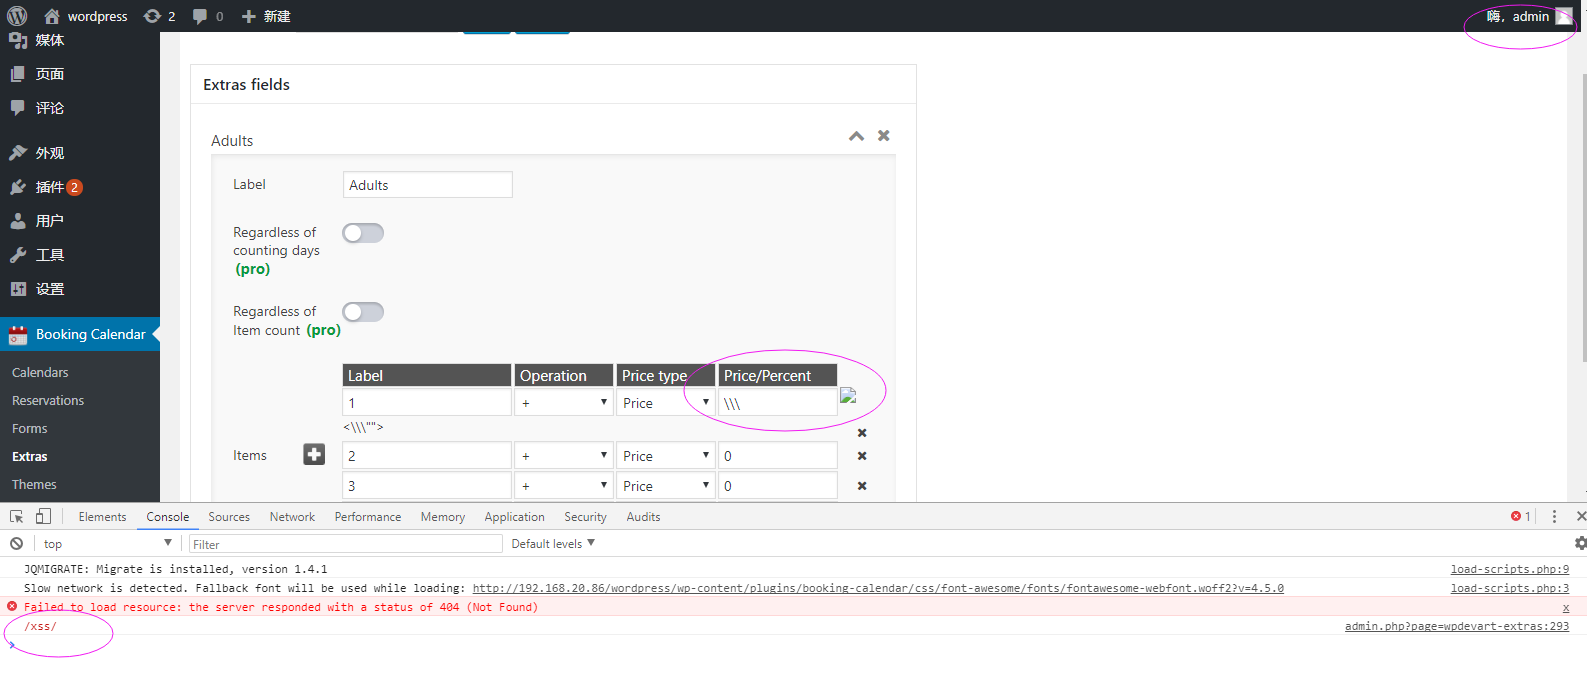 wordpress 2 0 新建 嗨，admin
媒体
页面
评论
外观
插件 2
用户
工具
设置
Booking Calendar
Calendars
Reservations
Forms
Extras
Themes
Extras fields
Adults
Label Adults
Regardless of
counting days
(pro)
Regardless of
Item count (pro)
Label Operation Price type Price/Percent
1 + Price \\\
<\\\"">
Items 2 + Price 0
3 + Price 0
Elements Console Sources Network Performance Memory Application Security Audits 1
top Filter Default levels
JQMIGRATE: Migrate is installed, version 1.4.1 load-scripts.php:9
Slow network is detected. Fallback font will be used while loading: http://192.168.20.86/wordpress/wp-content/plugins/booking-calendar/css/font-awesome/fonts/fontawesome-webfont.woff2?v=4.5.0 load-scripts.php:3
Failed to load resource: the server responded with a status of 404 (Not Found) x
/xss/ admin.php?page=wpdevart-extras:293